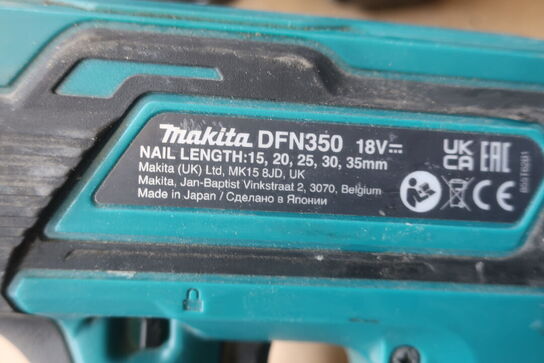 makita DFN350 18V
NAIL LENGTH:15, 20, 25, 30, 35mm
Makita (UK) Ltd, MK15 8JD, UK
Makita, Jan-Baptist Vinkstraat 2, 3070, Belgium
Made in Japan / Сделано в Японии
UK
CA
EAC
CE